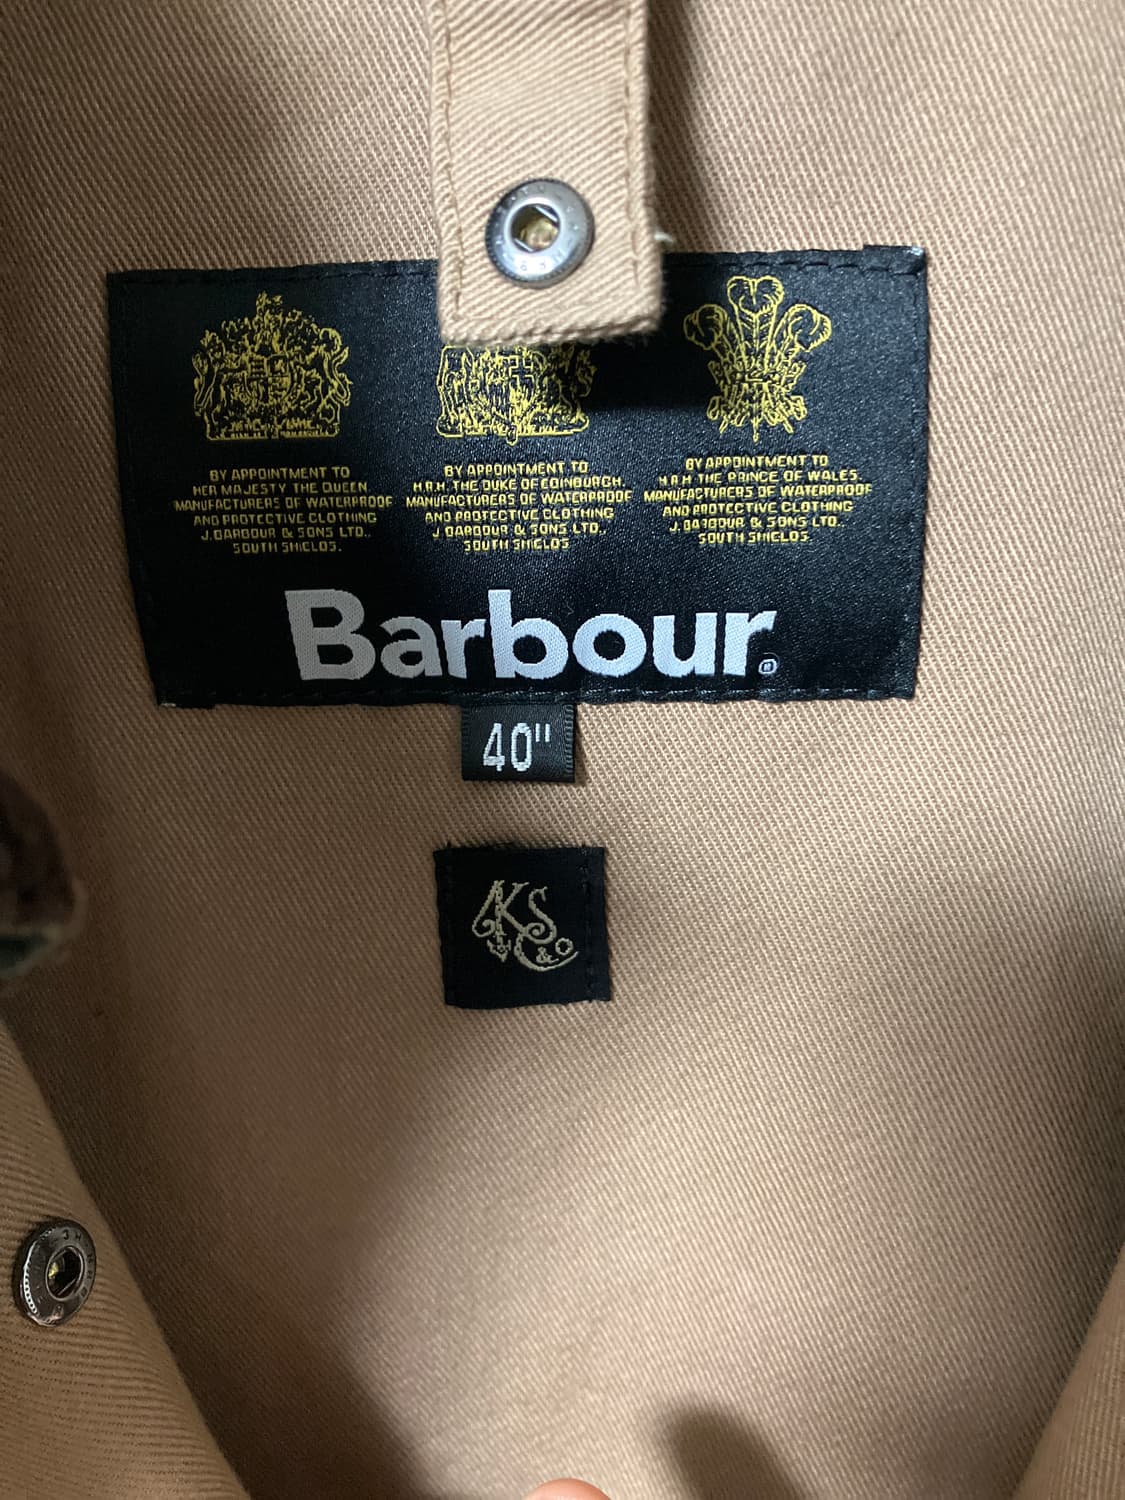 BY APPOINTMENT TO
HER MAJESTY THE QUEEN
MANUFACTURERS OF WATERPROOF
AND PROTECTIVE CLOTHING
J. BARBOUR & SONS LTD.,
SOUTH SHIELDS.
BY APPOINTMENT TO
H.R.H. THE DUKE OF EDINBURGH.
MANUFACTURERS OF WATERPROOF
AND PROTECTIVE CLOTHING
J. BARBOUR & SONS LTD.,
SOUTH SHIELDS
BY APPOINTMENT TO
H.R.H THE PRINCE OF WALES.
MANUFACTURERS OF WATERPROOF
AND PROTECTIVE CLOTHING
J. BARBOUR & SONS LTD.
SOUTH SHIELDS
Barbour®
40"
KS
&Co